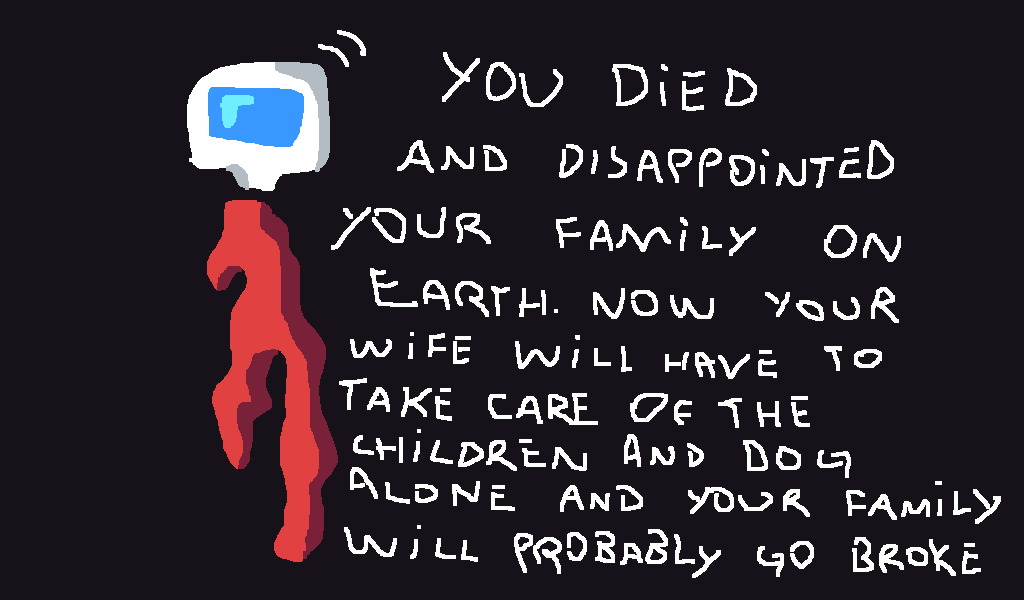 YOU DiED
AND DISAPPOiNTED
YOUR FAMiLY ON
EARTH. NOW YOUR
WiFE WiLL HAVE TO
TAKE CARE OF THE
CHiLDREN AND DOG
ALONE AND YOUR FAMiLY
WiLL PROBABLY GO BROKE